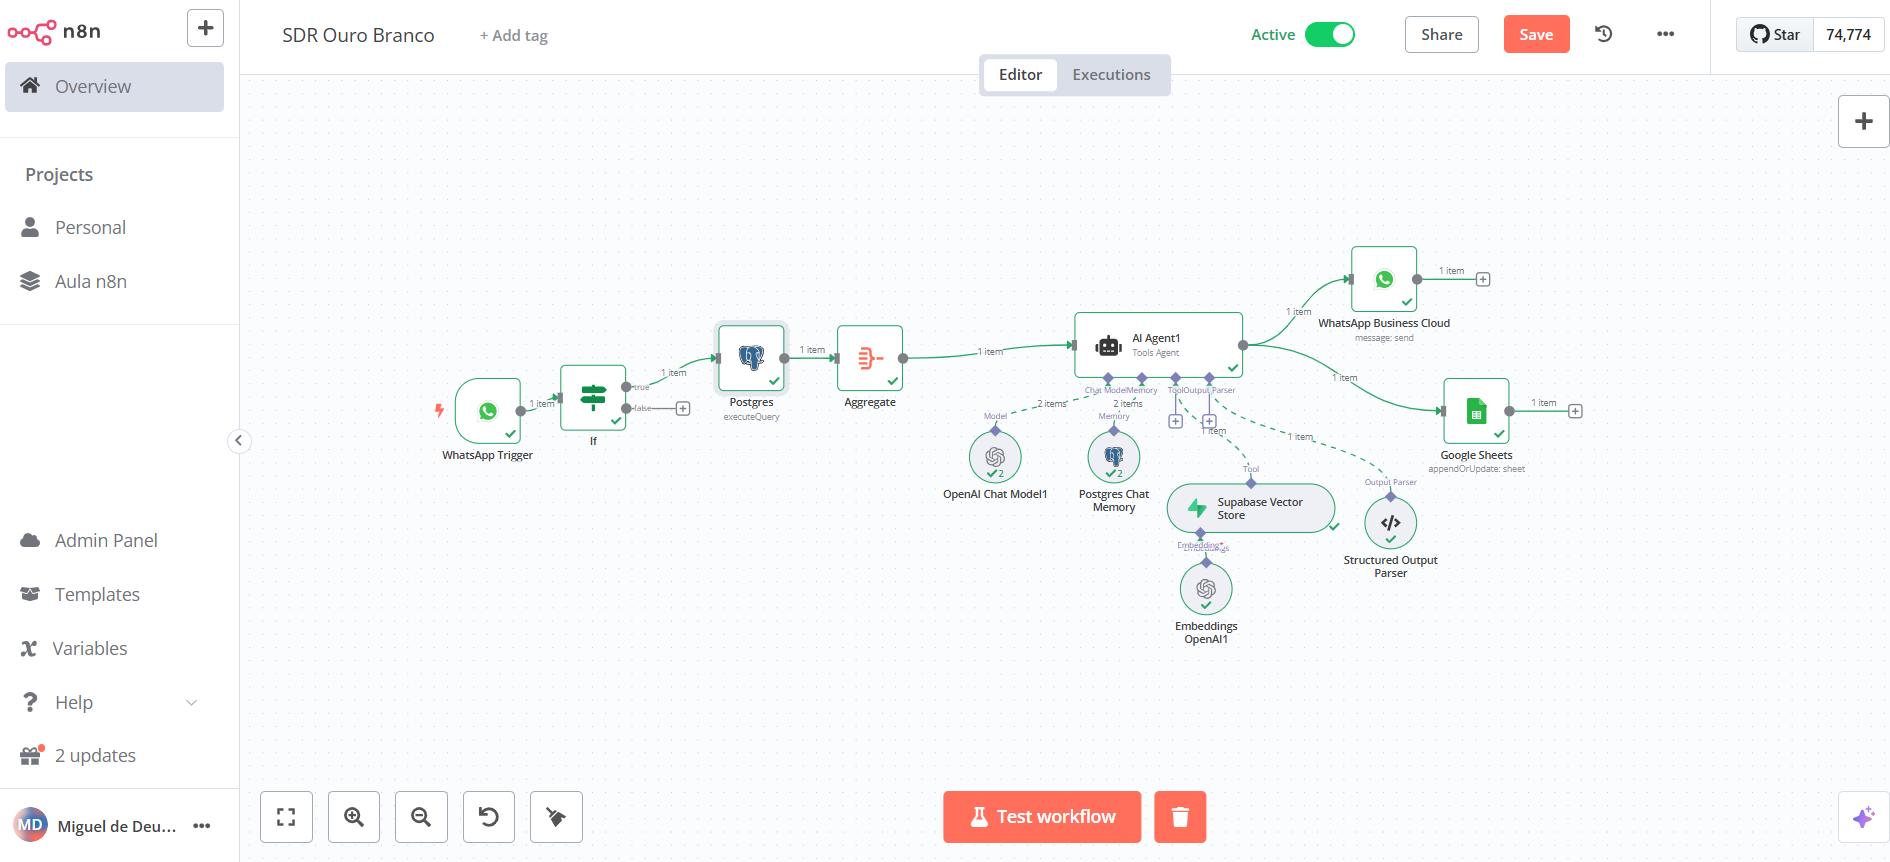 n8n
SDR Ouro Branco
+ Add tag
Active
Share
Save
Star
74,774
Editor
Executions
Overview
Projects
Personal
Aula n8n
Admin Panel
Templates
Variables
Help
2 updates
MD
Miguel de Deu...
WhatsApp Trigger
1 item
If
true
false
1 item
Postgres
executeQuery
1 item
Aggregate
1 item
AI Agent1
Tools Agent
Chat Model
Memory
Tool
Output Parser
2 items
2 items
1 item
1 item
Model
2
OpenAI Chat Model1
Memory
2
Postgres Chat
Memory
Tool
Supabase Vector
Store
Embedding*
Embeddings
Embeddings
OpenAI1
Output Parser
Structured Output
Parser
1 item
1 item
WhatsApp Business Cloud
message: send
1 item
Google Sheets
appendOrUpdate: sheet
1 item
Test workflow